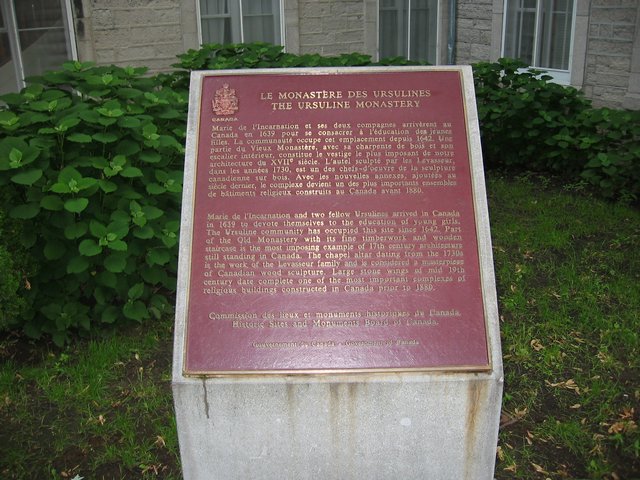 CANADA
LE MONASTÈRE DES URSULINES
THE URSULINE MONASTERY
Marie de l'Incarnation et ses deux compagnes arrivèrent au
Canada en 1639 pour se consacrer à l'éducation des jeunes
filles. La communauté occupe cet emplacement depuis 1642. Une
partie du Vieux Monastère, avec sa charpente de bois et son
escalier intérieur, constitue le vestige le plus imposant de notre
architecture du XVIIe siècle. L'autel sculpté par les Levasseur,
dans les années 1730, est un des chefs-d'œuvre de la sculpture
canadienne sur bois. Avec les nouvelles annexes, ajoutées au
siècle dernier, le complexe devient un des plus importants ensembles
de bâtiments religieux construits au Canada avant 1880.
Marie de l'Incarnation and two fellow Ursulines arrived in Canada
in 1639 to devote themselves to the education of young girls.
The Ursuline community has occupied this site since 1642. Part
of the Old Monastery with its fine timberwork and wooden
staircase is the most imposing example of 17th century architecture
still standing in Canada. The chapel altar dating from the 1730s
is the work of the Levasseur family and is considered a masterpiece
of Canadian wood sculpture. Large stone wings of mid 19th
century date complete one of the most important complexes of
religious buildings constructed in Canada prior to 1880.
Commission des lieux et monuments historiques du Canada.
Historic Sites and Monuments Board of Canada.
Gouvernement du Canada - Government of Canada